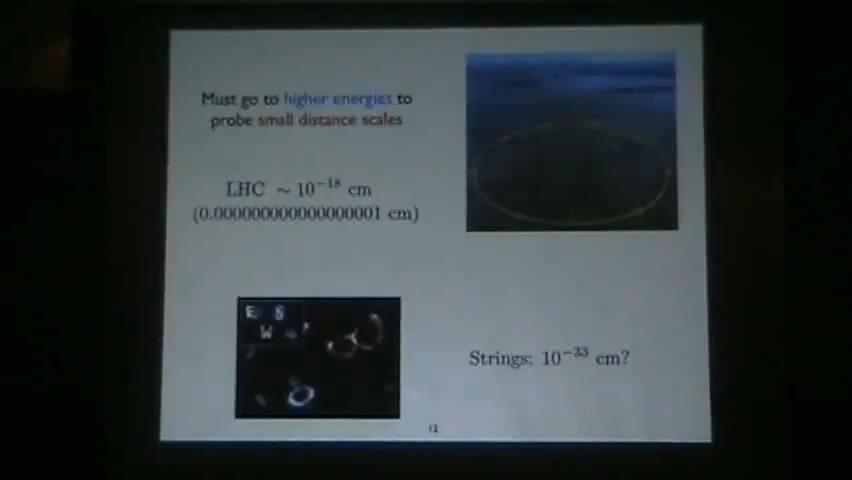 Must go to higher energies to
probe small distance scales
LHC ~ 10⁻¹⁸ cm
(0.000000000000000001 cm)
E S
W
Strings: 10⁻³³ cm?
12